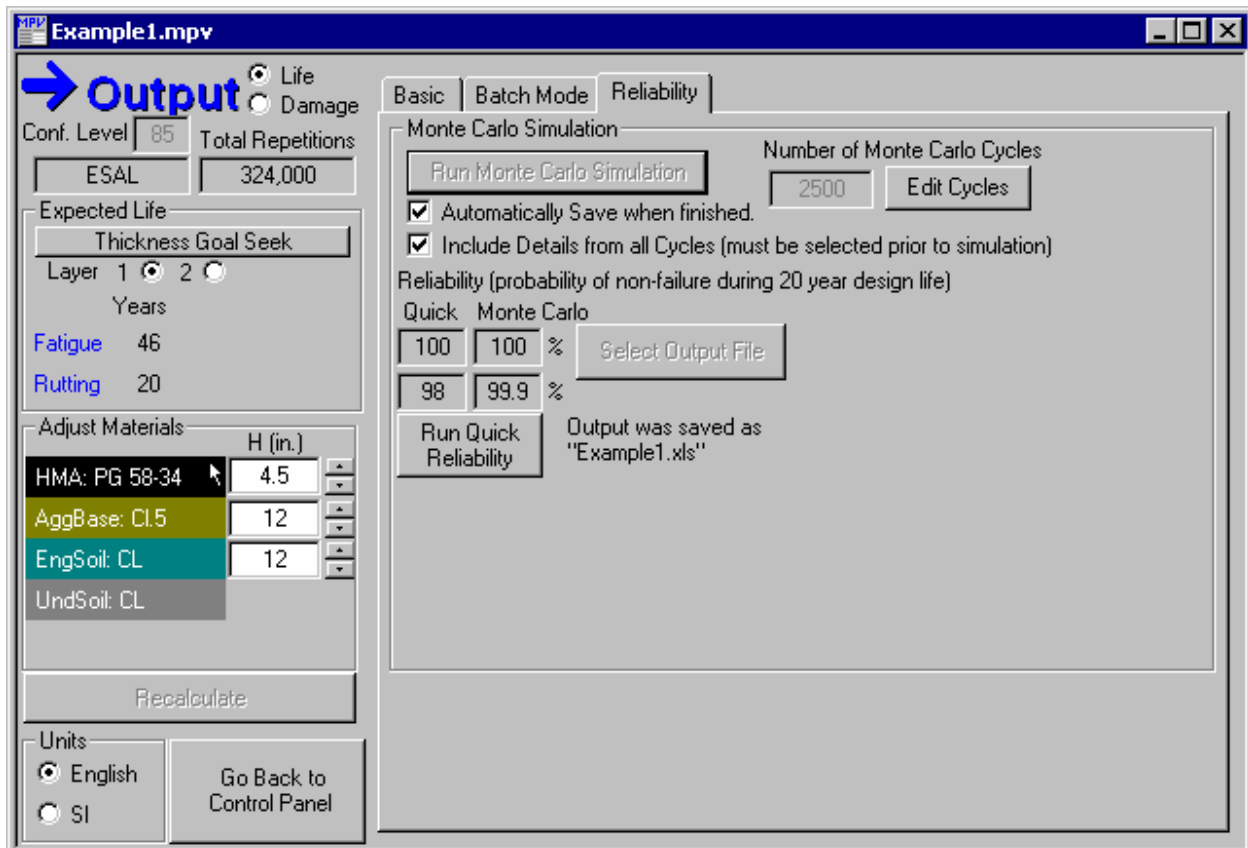 MPV Example1.mpv
Output
Life
Damage
Conf. Level 85
Total Repetitions
ESAL 324,000
Expected Life
Thickness Goal Seek
Layer 1 2
Years
Fatigue 46
Rutting 20
Adjust Materials
H (in.)
HMA: PG 58-34 4.5
AggBase: Cl.5 12
EngSoil: CL 12
UndSoil: CL
Recalculate
Units
English
SI
Go Back to
Control Panel
Basic Batch Mode Reliability
Monte Carlo Simulation
Run Monte Carlo Simulation
Number of Monte Carlo Cycles
2500 Edit Cycles
Automatically Save when finished.
Include Details from all Cycles (must be selected prior to simulation)
Reliability (probability of non-failure during 20 year design life)
Quick Monte Carlo
100 100 % Select Output File
98 99.9 %
Run Quick
Reliability
Output was saved as
"Example1.xls"